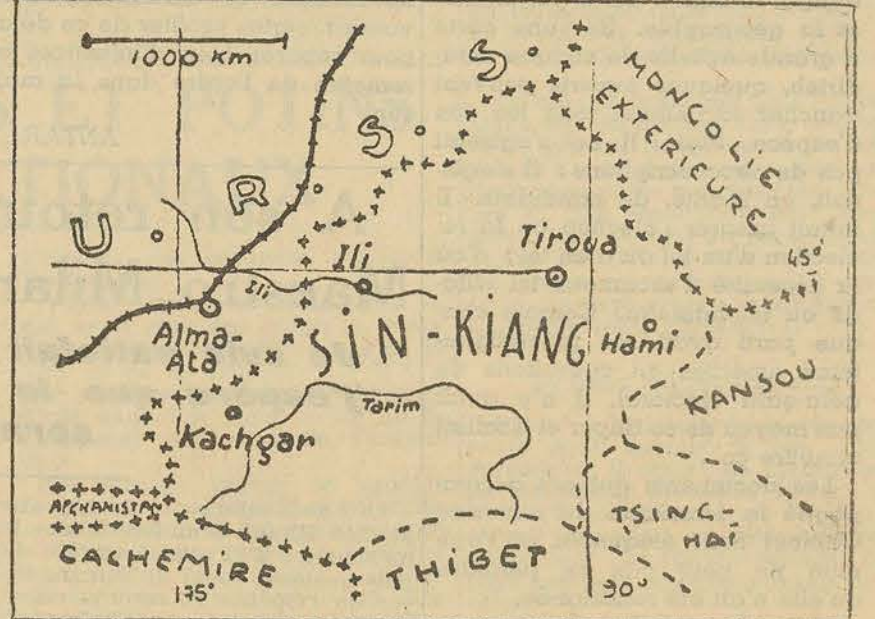 1000 Km
U R S S
MONGOLIE
EXTERIEURE
Tiroua
45°
Ili
Ili
Alma-
Ata
SIN-KIANG
Hami
KANSOU
Tarim
Kachgar
AFGHANISTAN
TSING-
HAI
CACHEMIRE
THIBET
75°
90°